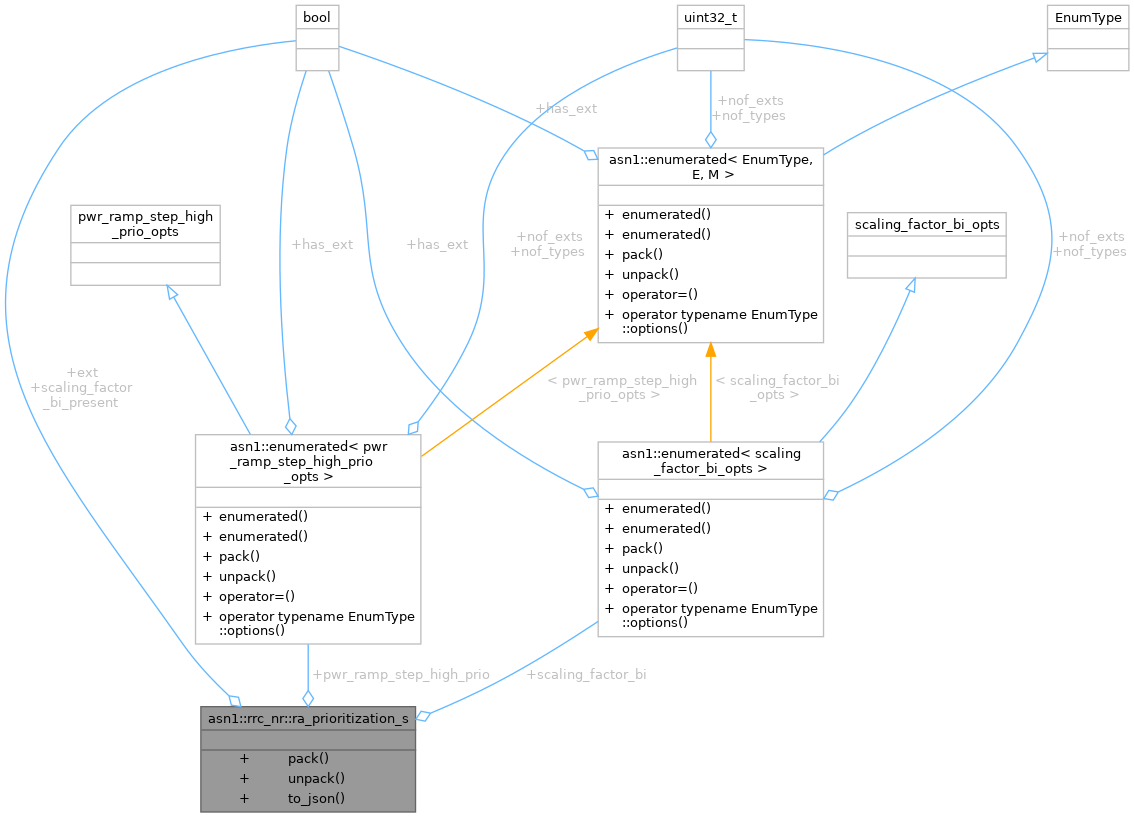 bool
uint32_t
EnumType
+has_ext
+nof_exts
+nof_types
asn1::enumerated< EnumType,
E, M >
+ enumerated()
+ enumerated()
+ pack()
+ unpack()
+ operator=()
+ operator typename EnumType
::options()
pwr_ramp_step_high
_prio_opts
scaling_factor_bi_opts
+has_ext
+has_ext
+nof_exts
+nof_types
+nof_exts
+nof_types
+ext
+scaling_factor
_bi_present
< pwr_ramp_step_high
_prio_opts >
< scaling_factor_bi
_opts >
asn1::enumerated< pwr
_ramp_step_high_prio
_opts >
+ enumerated()
+ enumerated()
+ pack()
+ unpack()
+ operator=()
+ operator typename EnumType
::options()
asn1::enumerated< scaling
_factor_bi_opts >
+ enumerated()
+ enumerated()
+ pack()
+ unpack()
+ operator=()
+ operator typename EnumType
::options()
+pwr_ramp_step_high_prio
+scaling_factor_bi
asn1::rrc_nr::ra_prioritization_s
+ pack()
+ unpack()
+ to_json()